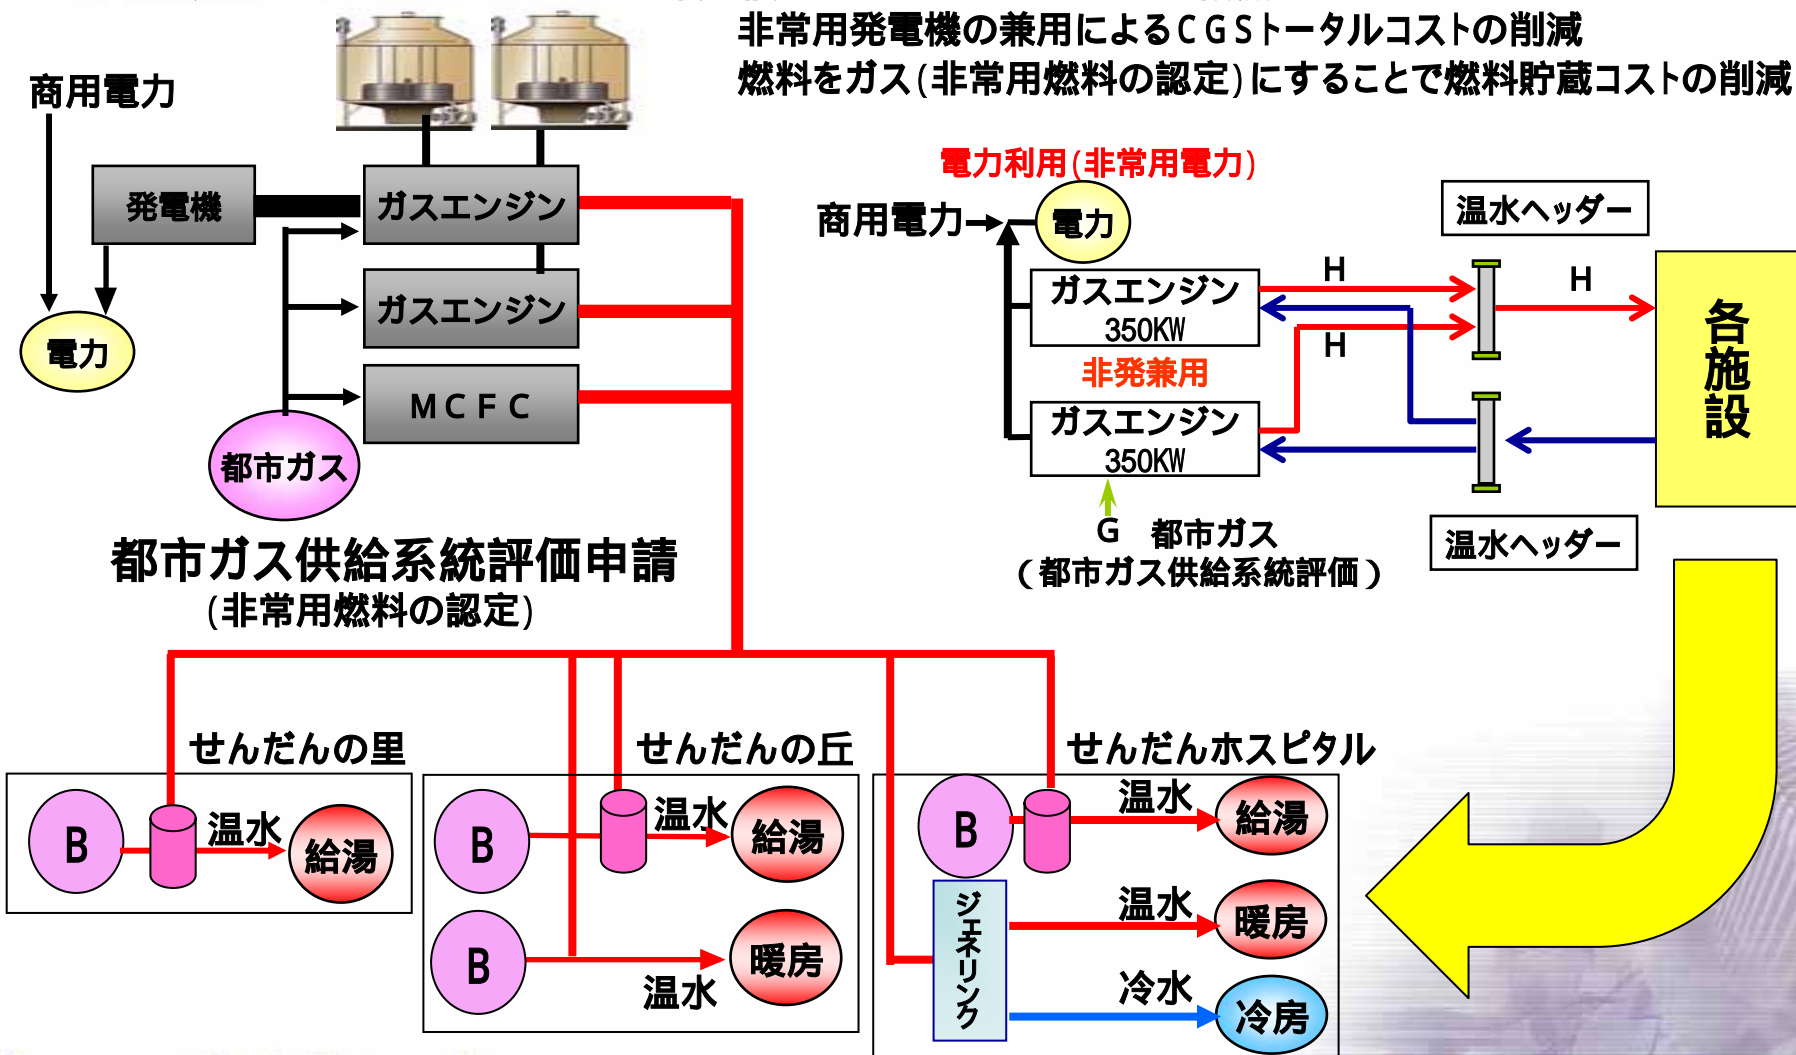 非常用発電機の兼用によるCGSトータルコストの削減
燃料をガス(非常用燃料の認定)にすることで燃料貯蔵コストの削減
商用電力
発電機
ガスエンジン
ガスエンジン
MCFC
電力
都市ガス
都市ガス供給系統評価申請
(非常用燃料の認定)
電力利用(非常用電力)
商用電力
電力
温水ヘッダー
ガスエンジン
350KW
H
H
H
非発兼用
ガスエンジン
350KW
各施設
G 都市ガス
(都市ガス供給系統評価)
温水ヘッダー
せんだんの里
B
温水
給湯
せんだんの丘
B
温水
給湯
B
温水
暖房
せんだんホスピタル
B
温水
給湯
ジェネリンク
温水
暖房
冷水
冷房